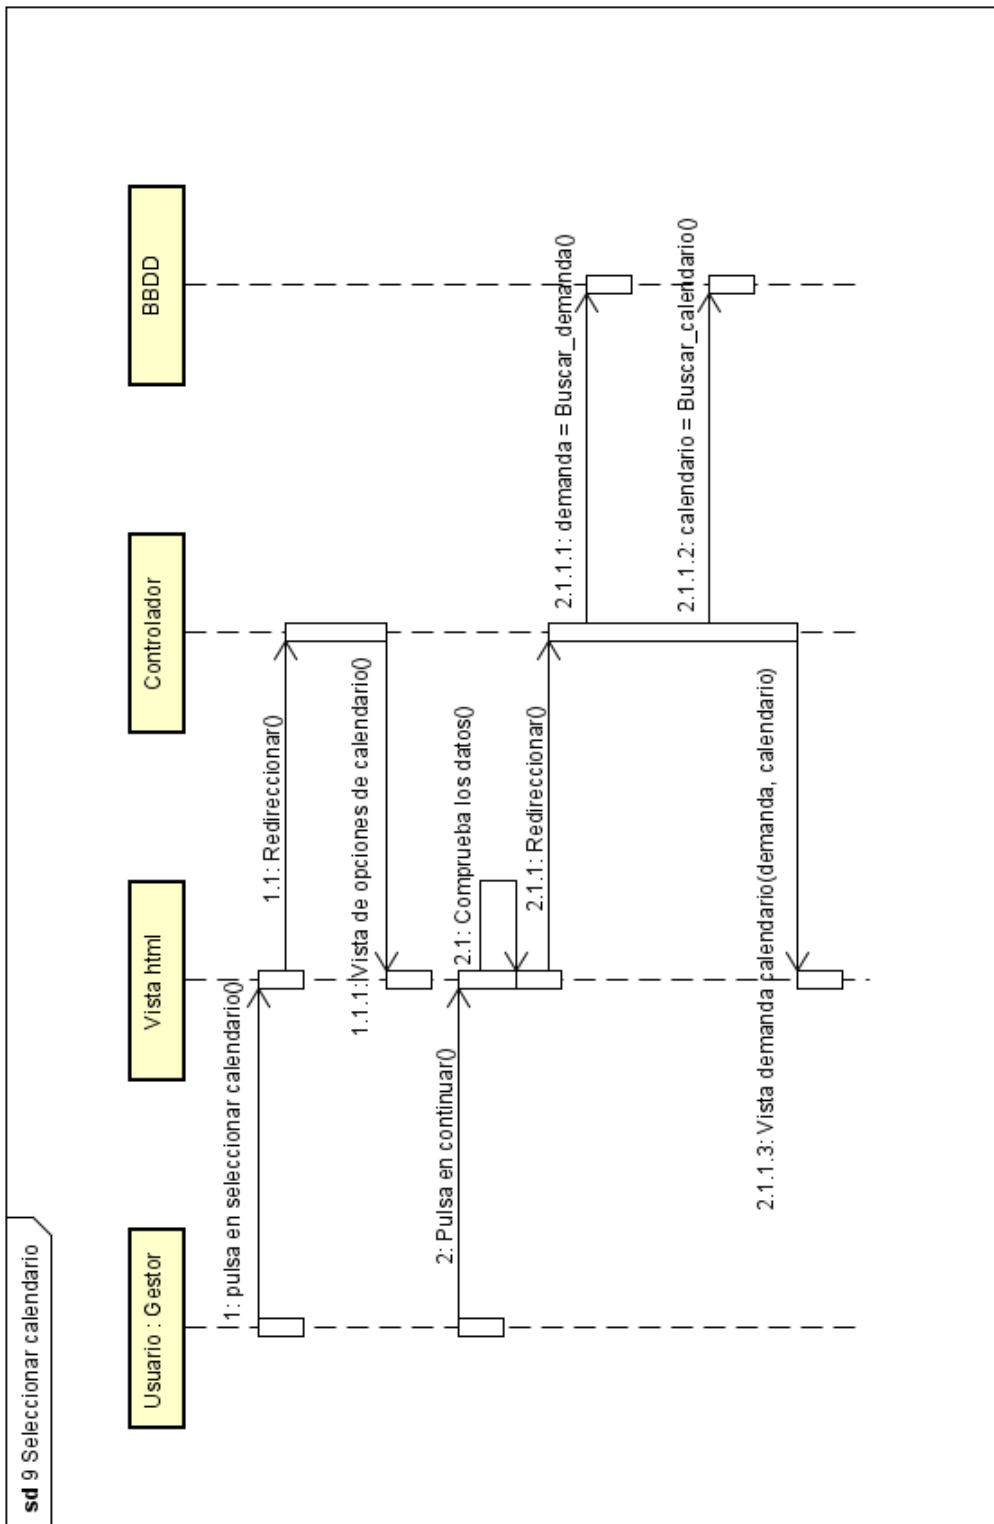 sd 9 Seleccionar calendario
Usuario : Gestor
Vista html
Controlador
BBDD
1: pulsa en seleccionar calendario()
1.1: Redireccionar()
1.1.1:Vista de opciones de calendario()
2: Pulsa en continuar()
2.1: Comprueba los datos()
2.1.1: Redireccionar()
2.1.1.1: demanda = Buscar_demanda()
2.1.1.2: calendario = Buscar_calendario()
2.1.1.3: Vista demanda calendario(demanda, calendario)